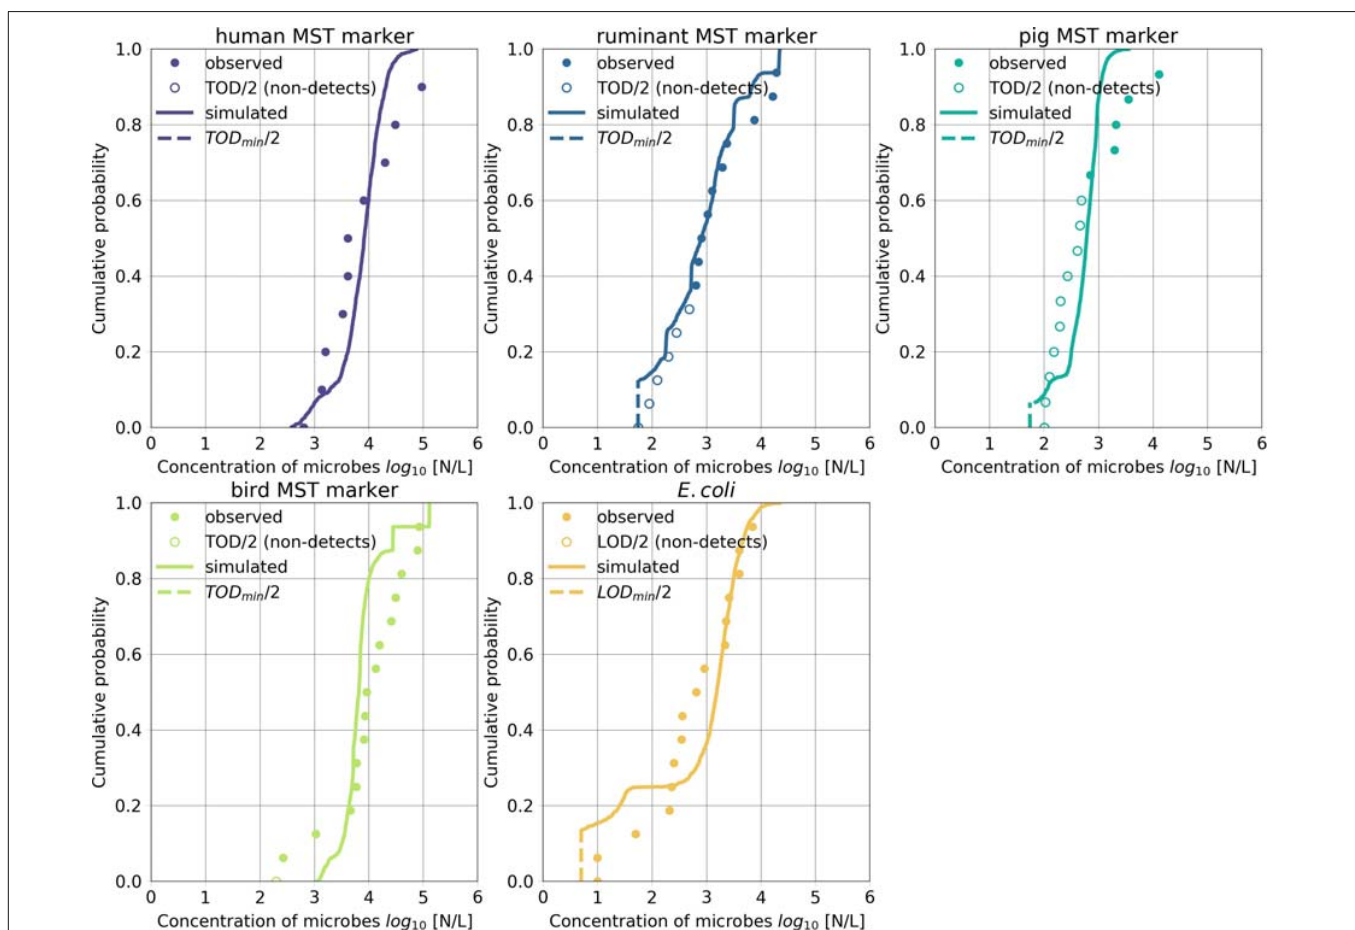 human MST marker
observed
TOD/2 (non-detects)
simulated
TOD_min/2
Cumulative probability
1.0
0.8
0.6
0.4
0.2
0.0
0 1 2 3 4 5 6
Concentration of microbes log_10 [N/L]
ruminant MST marker
observed
TOD/2 (non-detects)
simulated
TOD_min/2
Cumulative probability
1.0
0.8
0.6
0.4
0.2
0.0
0 1 2 3 4 5 6
Concentration of microbes log_10 [N/L]
pig MST marker
observed
TOD/2 (non-detects)
simulated
TOD_min/2
Cumulative probability
1.0
0.8
0.6
0.4
0.2
0.0
0 1 2 3 4 5 6
Concentration of microbes log_10 [N/L]
bird MST marker
observed
TOD/2 (non-detects)
simulated
TOD_min/2
Cumulative probability
1.0
0.8
0.6
0.4
0.2
0.0
0 1 2 3 4 5 6
Concentration of microbes log_10 [N/L]
E.coli
observed
LOD/2 (non-detects)
simulated
LOD_min/2
Cumulative probability
1.0
0.8
0.6
0.4
0.2
0.0
0 1 2 3 4 5 6
Concentration of microbes log_10 [N/L]